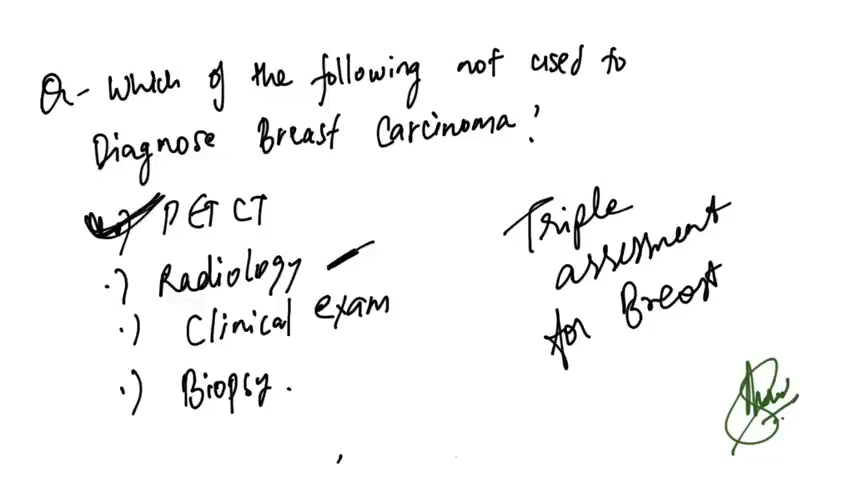 Q- Which of the following not used to
Diagnose Breast Carcinoma?
PET CT
.) Radiology
.) Clinical exam
.) Biopsy.
Triple
assessment
for Breast